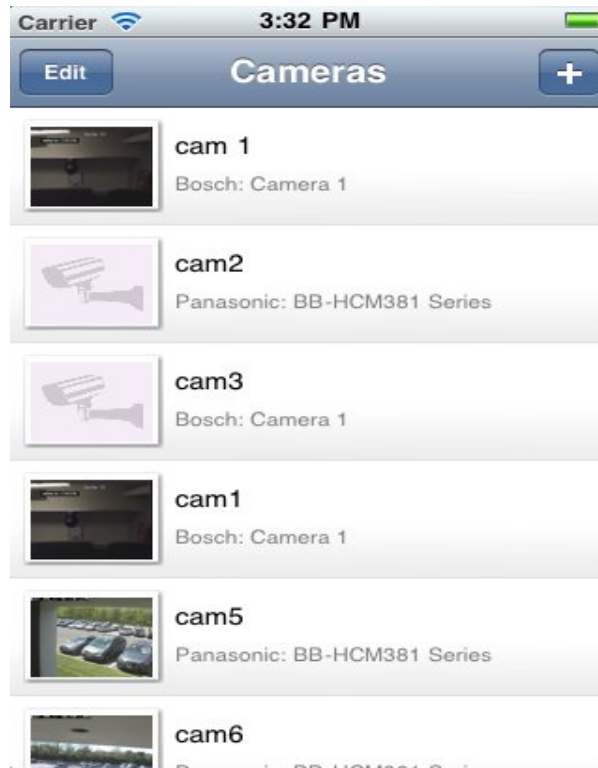 Carrier 3:32 PM
Edit Cameras +
cam 1
Bosch: Camera 1
cam2
Panasonic: BB-HCM381 Series
cam3
Bosch: Camera 1
cam1
Bosch: Camera 1
cam5
Panasonic: BB-HCM381 Series
cam6